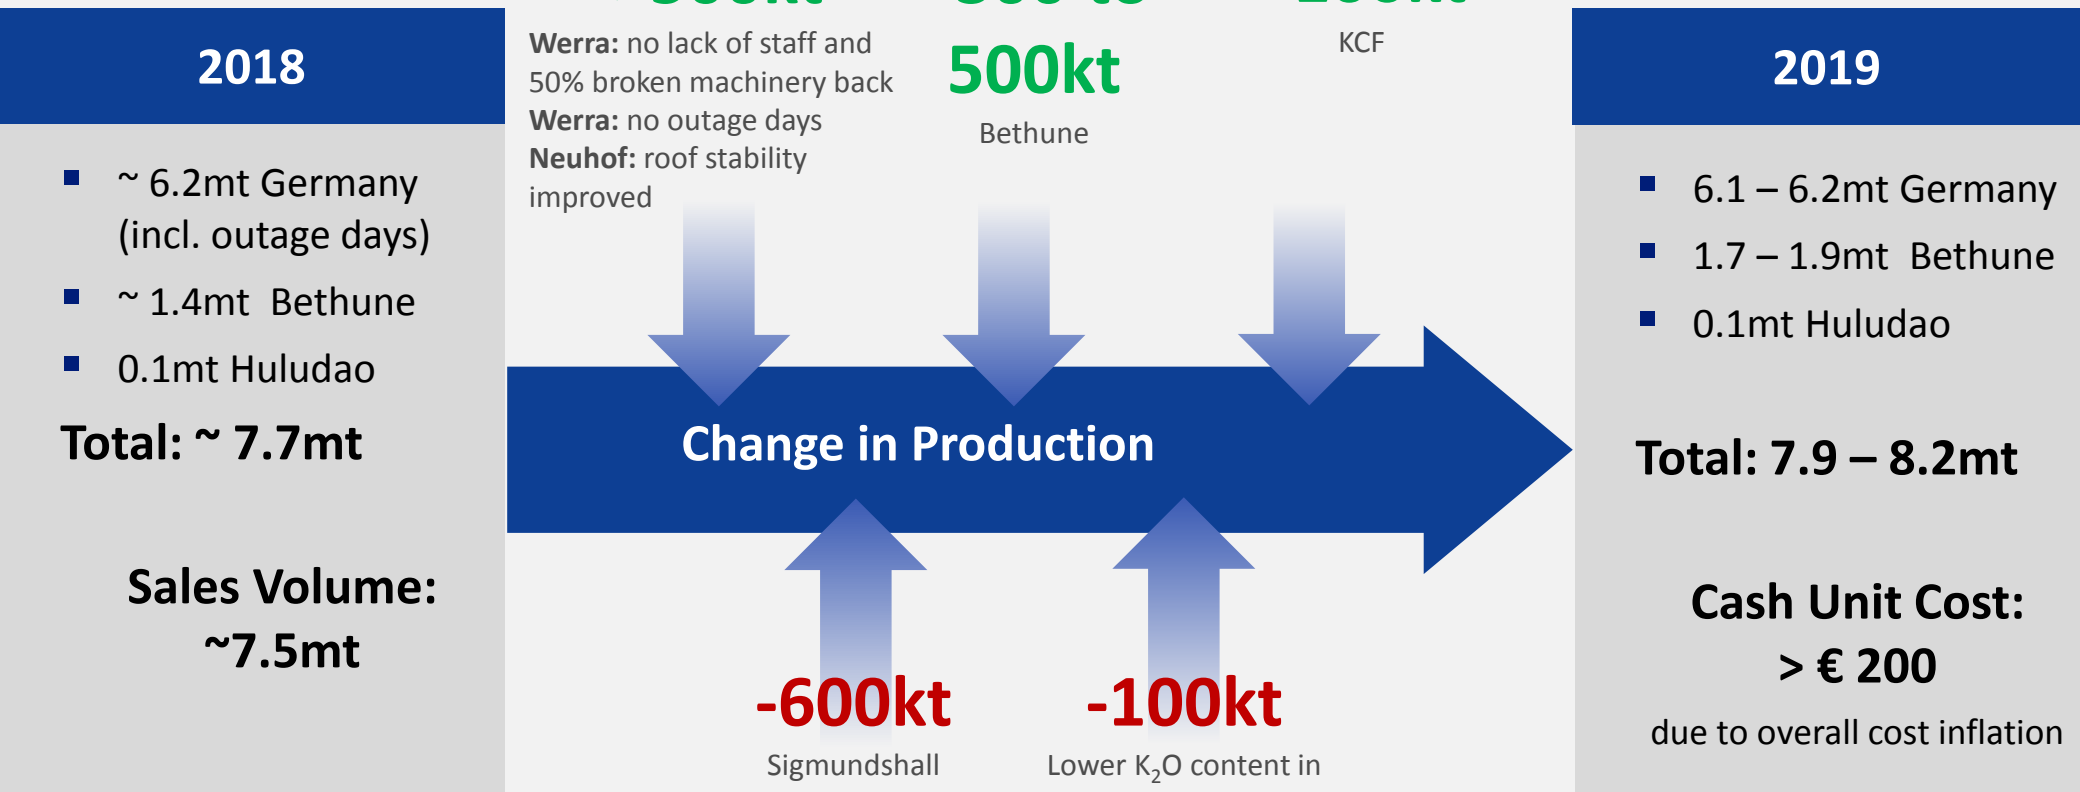 2018
~ 6.2mt Germany
(incl. outage days)
~ 1.4mt Bethune
0.1mt Huludao
Total: ~ 7.7mt
Sales Volume:
~7.5mt
Werra: no lack of staff and
50% broken machinery back
Werra: no outage days
Neuhof: roof stability
improved
500kt
Bethune
KCF
Change in Production
-600kt
Sigmundshall
-100kt
Lower K₂O content in
2019
6.1 – 6.2mt Germany
1.7 – 1.9mt Bethune
0.1mt Huludao
Total: 7.9 – 8.2mt
Cash Unit Cost:
> € 200
due to overall cost inflation